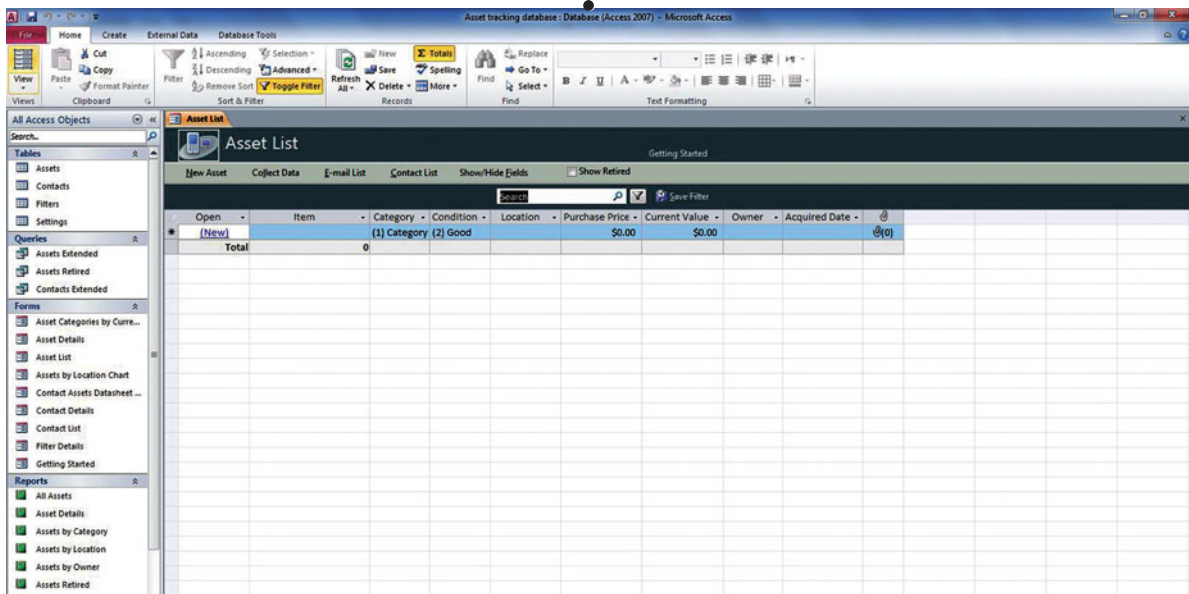 Asset tracking database : Database (Access 2007) - Microsoft Access
File Home Create External Data Database Tools
View
Views
Paste
Cut
Copy
Format Painter
Clipboard
Filter
Ascending
Descending
Remove Sort
Selection
Advanced
Toggle Filter
Sort & Filter
Refresh All
New
Save
Delete
Totals
Spelling
More
Records
Find
Replace
Go To
Select
Find
B I U A
Text Formatting
All Access Objects
Search...
Tables
Assets
Contacts
Filters
Settings
Queries
Assets Extended
Assets Retired
Contacts Extended
Forms
Asset Categories by Curre...
Asset Details
Asset List
Assets by Location Chart
Contact Assets Datasheet ...
Contact Details
Contact List
Filter Details
Getting Started
Reports
All Assets
Asset Details
Assets by Category
Assets by Location
Assets by Owner
Assets Retired
Asset List
Asset List
Getting Started
New Asset Collect Data E-mail List Contact List Show/Hide Fields Show Retired
Search Save Filter
Open Item Category Condition Location Purchase Price Current Value Owner Acquired Date
(New) (1) Category (2) Good $0.00 $0.00 (0)
Total 0